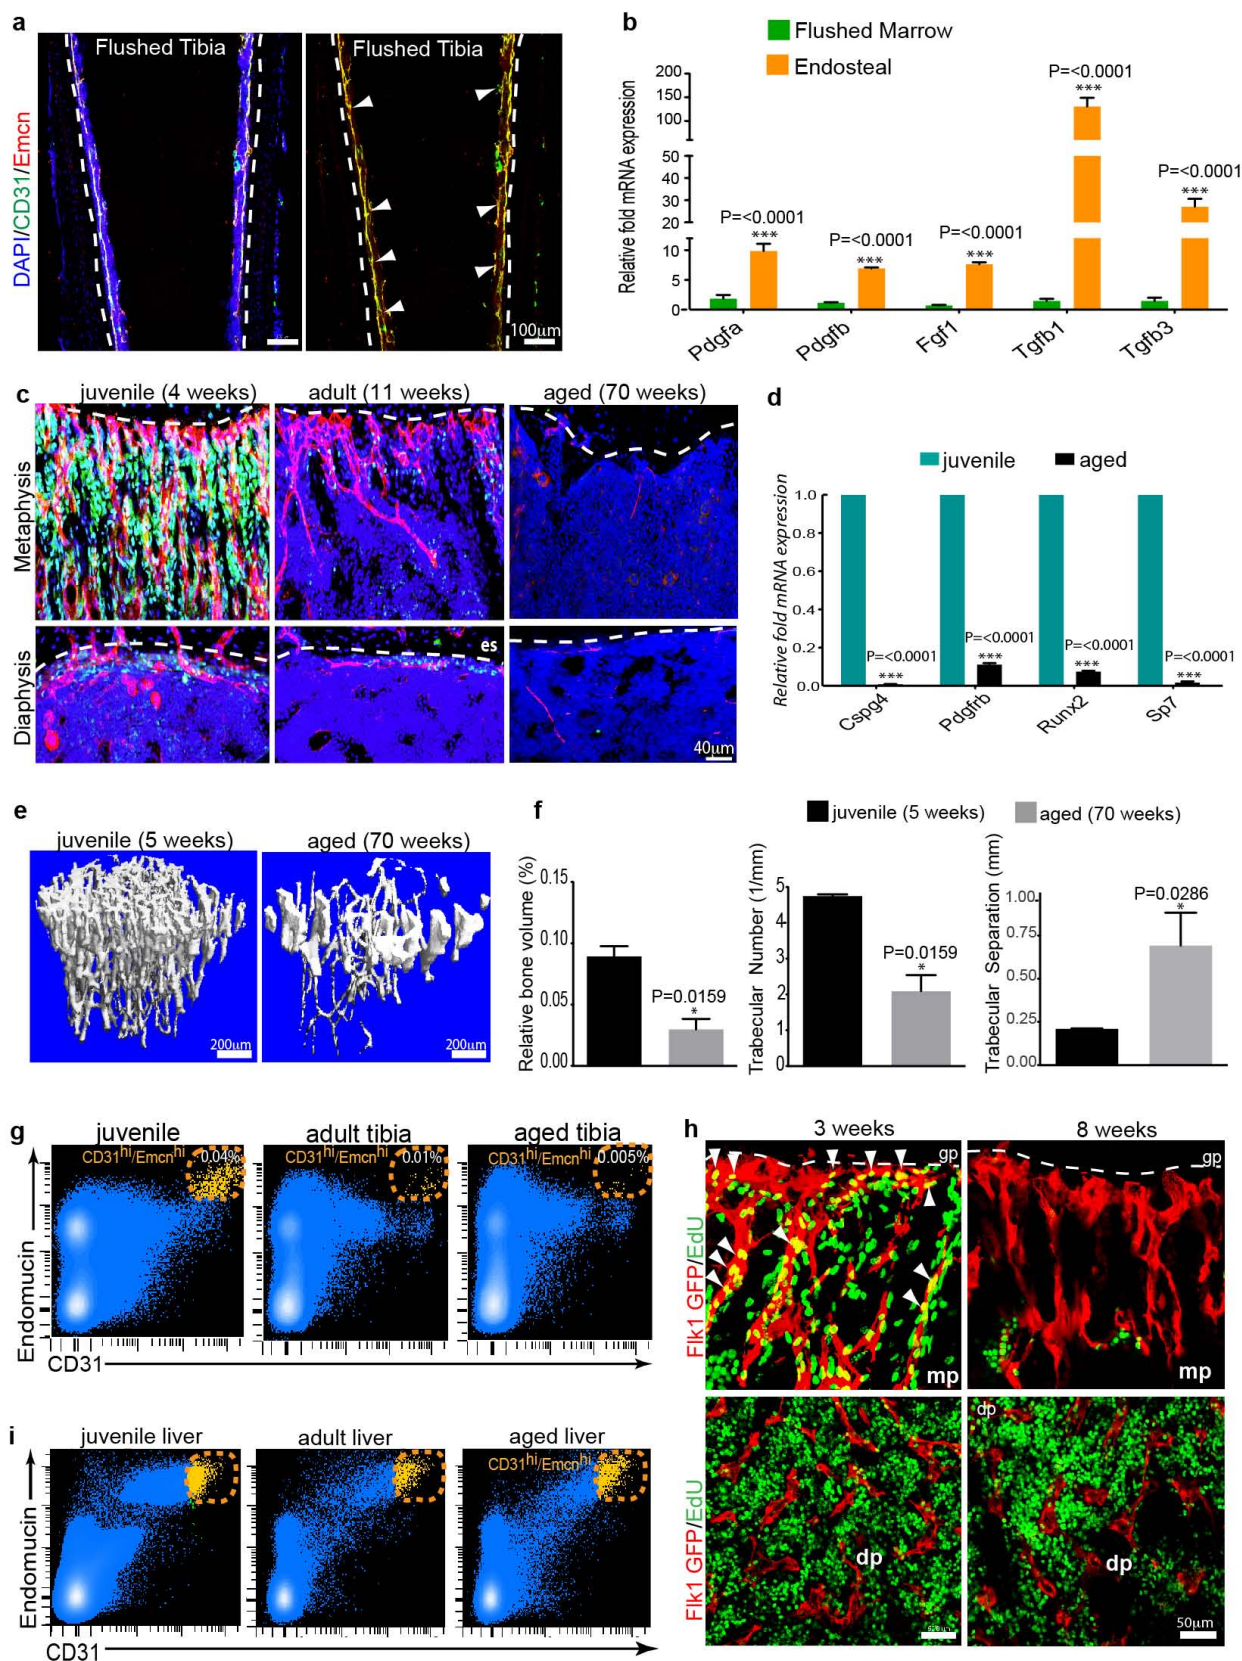 a
Flushed Tibia
Flushed Tibia
DAPI/CD31/Emcn
100μm
b
Flushed Marrow
Endosteal
Relative fold mRNA expression
200
150
100
50
40
30
20
10
5
0
P=<0.0001
***
P=<0.0001
***
P=<0.0001
***
P=<0.0001
***
P=<0.0001
***
Pdgfa
Pdgfb
Fgf1
Tgfb1
Tgfb3
c
juvenile (4 weeks)
adult (11 weeks)
aged (70 weeks)
Metaphysis
Diaphysis
es
40μm
d
juvenile
aged
Relative fold mRNA expression
1.0
0.8
0.6
0.4
0.2
0.0
P=<0.0001
***
P=<0.0001
***
P=<0.0001
***
P=<0.0001
***
Cspg4
Pdgfrb
Runx2
Sp7
e
juvenile (5 weeks)
aged (70 weeks)
200μm
200μm
f
juvenile (5 weeks)
aged (70 weeks)
Relative bone volume (%)
0.15
0.10
0.05
0.00
P=0.0159
*
Trabecular Number (1/mm)
5
4
3
2
1
0
P=0.0159
*
Trabecular Separation (mm)
1.00
0.75
0.50
0.25
0.00
P=0.0286
*
g
juvenile
adult tibia
aged tibia
CD31hi/Emcnhi
0.04%
CD31hi/Emcnhi
0.01%
CD31hi/Emcnhi
0.005%
Endomucin
CD31
h
3 weeks
8 weeks
gp
gp
Flk1 GFP/EdU
mp
mp
Flk1 GFP/EdU
dp
dp
dp
50μm
i
juvenile liver
adult liver
aged liver
CD31hi/Emcnhi
Endomucin
CD31